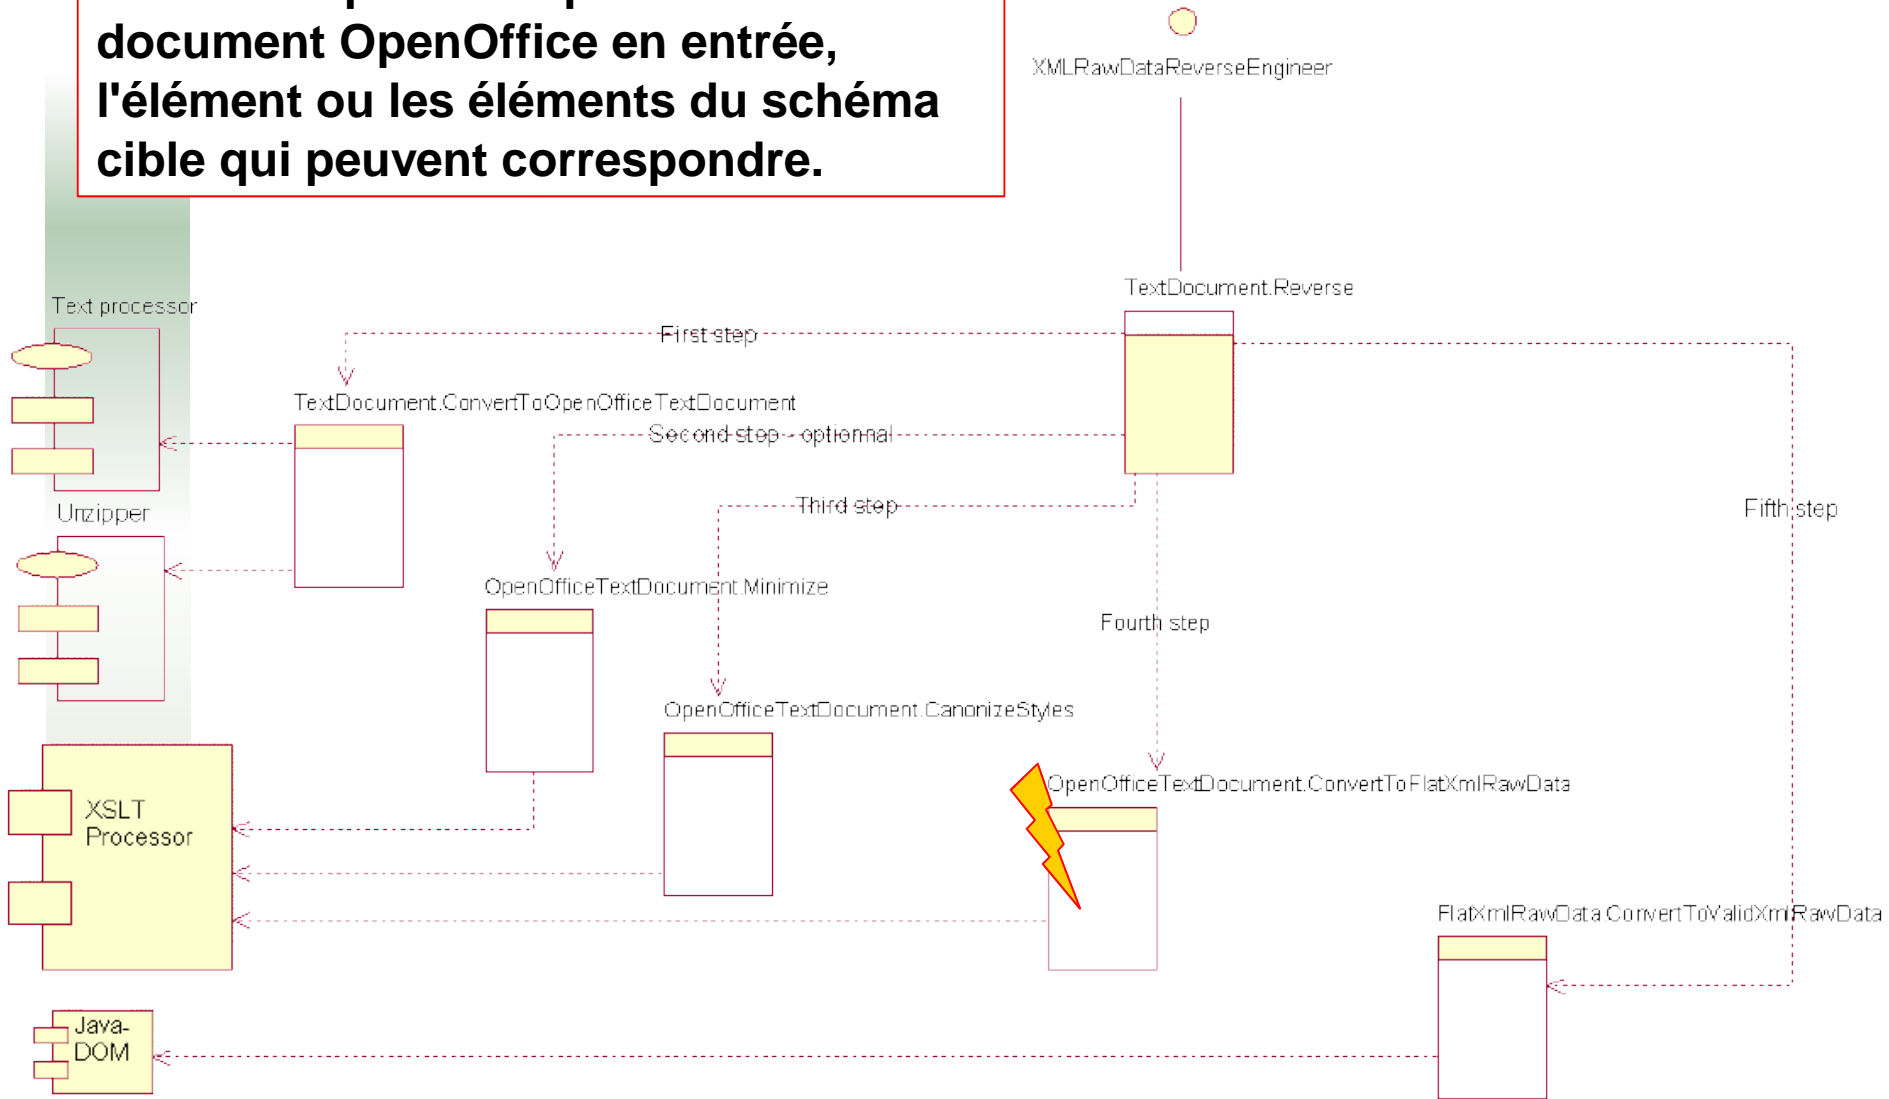 document OpenOffice en entrée,
l'élément ou les éléments du schéma
cible qui peuvent correspondre.
XMLRawDataReverseEngineer
TextDocument.Reverse
Text processor
First step
TextDocument.ConvertToOpenOfficeTextDocument
Second step - optionnal
Third step
Fifth step
Unzipper
OpenOfficeTextDocument.Minimize
Fourth step
OpenOfficeTextDocument.CanonizeStyles
OpenOfficeTextDocument.ConvertToFlatXmlRawData
XSLT
Processor
FlatXmlRawData.ConvertToValidXmlRawData
Java-
DOM